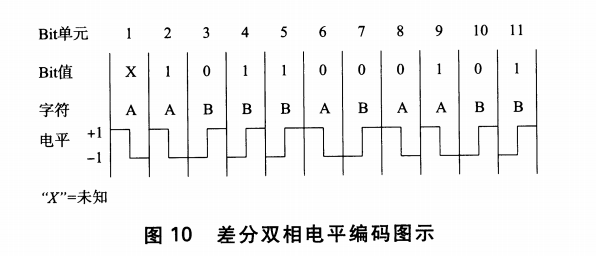 Bit单元 1 2 3 4 5 6 7 8 9 10 11
Bit值 X 1 0 1 1 0 0 0 1 0 1
字符 A A B B B A B A A B B
电平 +1
-1
“X”=未知
图 10 差分双相电平编码图示